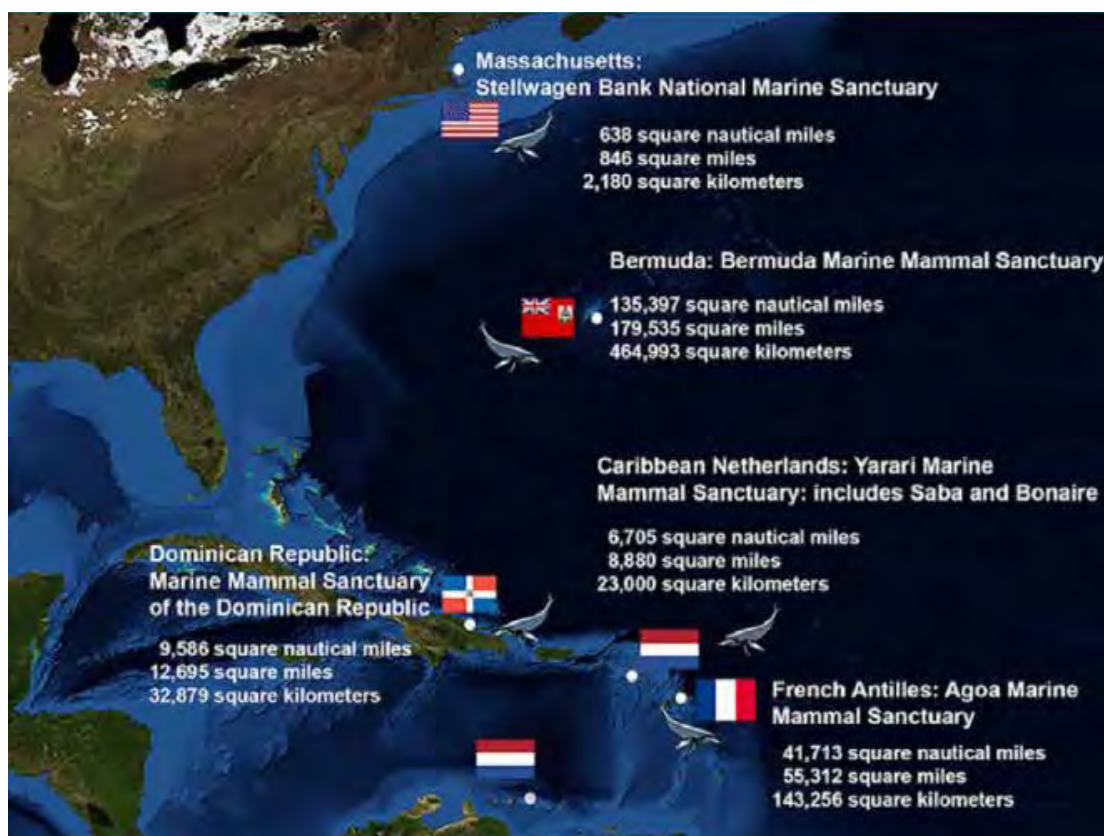 Massachusetts:
Stellwagen Bank National Marine Sanctuary
638 square nautical miles
846 square miles
2,180 square kilometers
Bermuda: Bermuda Marine Mammal Sanctuary
135,397 square nautical miles
179,535 square miles
464,993 square kilometers
Caribbean Netherlands: Yarari Marine
Mammal Sanctuary: includes Saba and Bonaire
6,705 square nautical miles
8,880 square miles
23,000 square kilometers
Dominican Republic:
Marine Mammal Sanctuary
of the Dominican Republic
9,586 square nautical miles
12,695 square miles
32,879 square kilometers
French Antilles: Agoa Marine
Mammal Sanctuary
41,713 square nautical miles
55,312 square miles
143,256 square kilometers